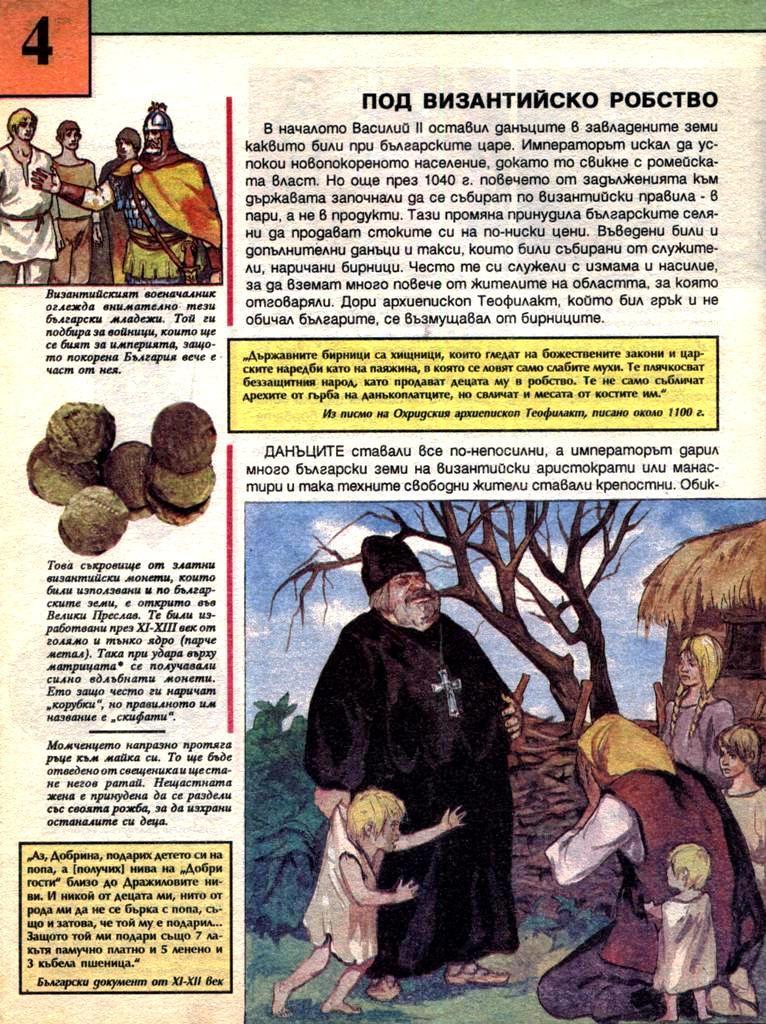 4
ПОД ВИЗАНТИЙСКО РОБСТВО
В началото Василий II оставил данъците в завладените земи
каквито били при българските царе. Императорът искал да ус-
покои новопокореното население, докато то свикне с ромейска-
та власт. Но още през 1040 г. повечето от задълженията към
държавата започнали да се събират по византийски правила - в
пари, а не в продукти. Тази промяна принудила българските селя-
ни да продават стоките си на по-ниски цени. Въведени били и
допълнителни данъци и такси, които били събирани от служите-
ли, наричани бирници. Често те си служели с измама и насилие,
за да вземат много повече от жителите на областта, за която
отговаряли. Дори архиепископ Теофилакт, който бил грък и не
обичал българите, се възмущавал от бирниците.
„Държавните бирници са хищници, които гледат на божествените закони и цар-
ските наредби като на паяжина, в която се ловят само слабите мухи. Те плячкосват
беззащитния народ, като продават децата му в робство. Те не само събличат
дрехите от гърба на данъкоплатците, но свличат и месата от костите им."
Из писмо на Охридския архиепископ Теофилакт, писано около 1100 г.
ДАНЪЦИТЕ ставали все по-непосилни, а императорът дарил
много български земи на византийски аристократи или манас-
тири и така техните свободни жители ставали крепостни. Обик-
Византийският военачалник
оглежда внимателно тези
български младежи. Той ги
подбира за войници, които ще
се бият за империята, защо-
то покорена България вече е
част от нея.
Това съкровище от златни
византийски монети, които
били използвани и по българ-
ските земи, е открито във
Велики Преслав. Те били из-
работвани през XI-XIII век от
голямо и тънко ядро (парче
метал). Така при удара върху
матрицата* се получавали
силно вдлъбнати монети.
Ето защо често ги наричат
„корубки", но правилното им
название е „скифати".
Момченцето напразно протяга
ръце към майка си. То ще бъде
отведено от свещеника и ще ста-
не негов ратай. Нещастната
жена е принудена да се раздели
със своята рожба, за да изхрани
останалите си деца.
„Аз, Добрина, подарих детето си на
попа, а [получих] нива на „Добри
гости" близо до Дражиловите ни-
ви. И никой от децата ми, нито от
рода ми да не се бърка с попа, съ-
що и затова, че той му е подарил...
Защото той ми подари също 7 ла-
кътя памучно платно и 5 ленено и
3 къбела пшеница."
Български документ от XI-XII век